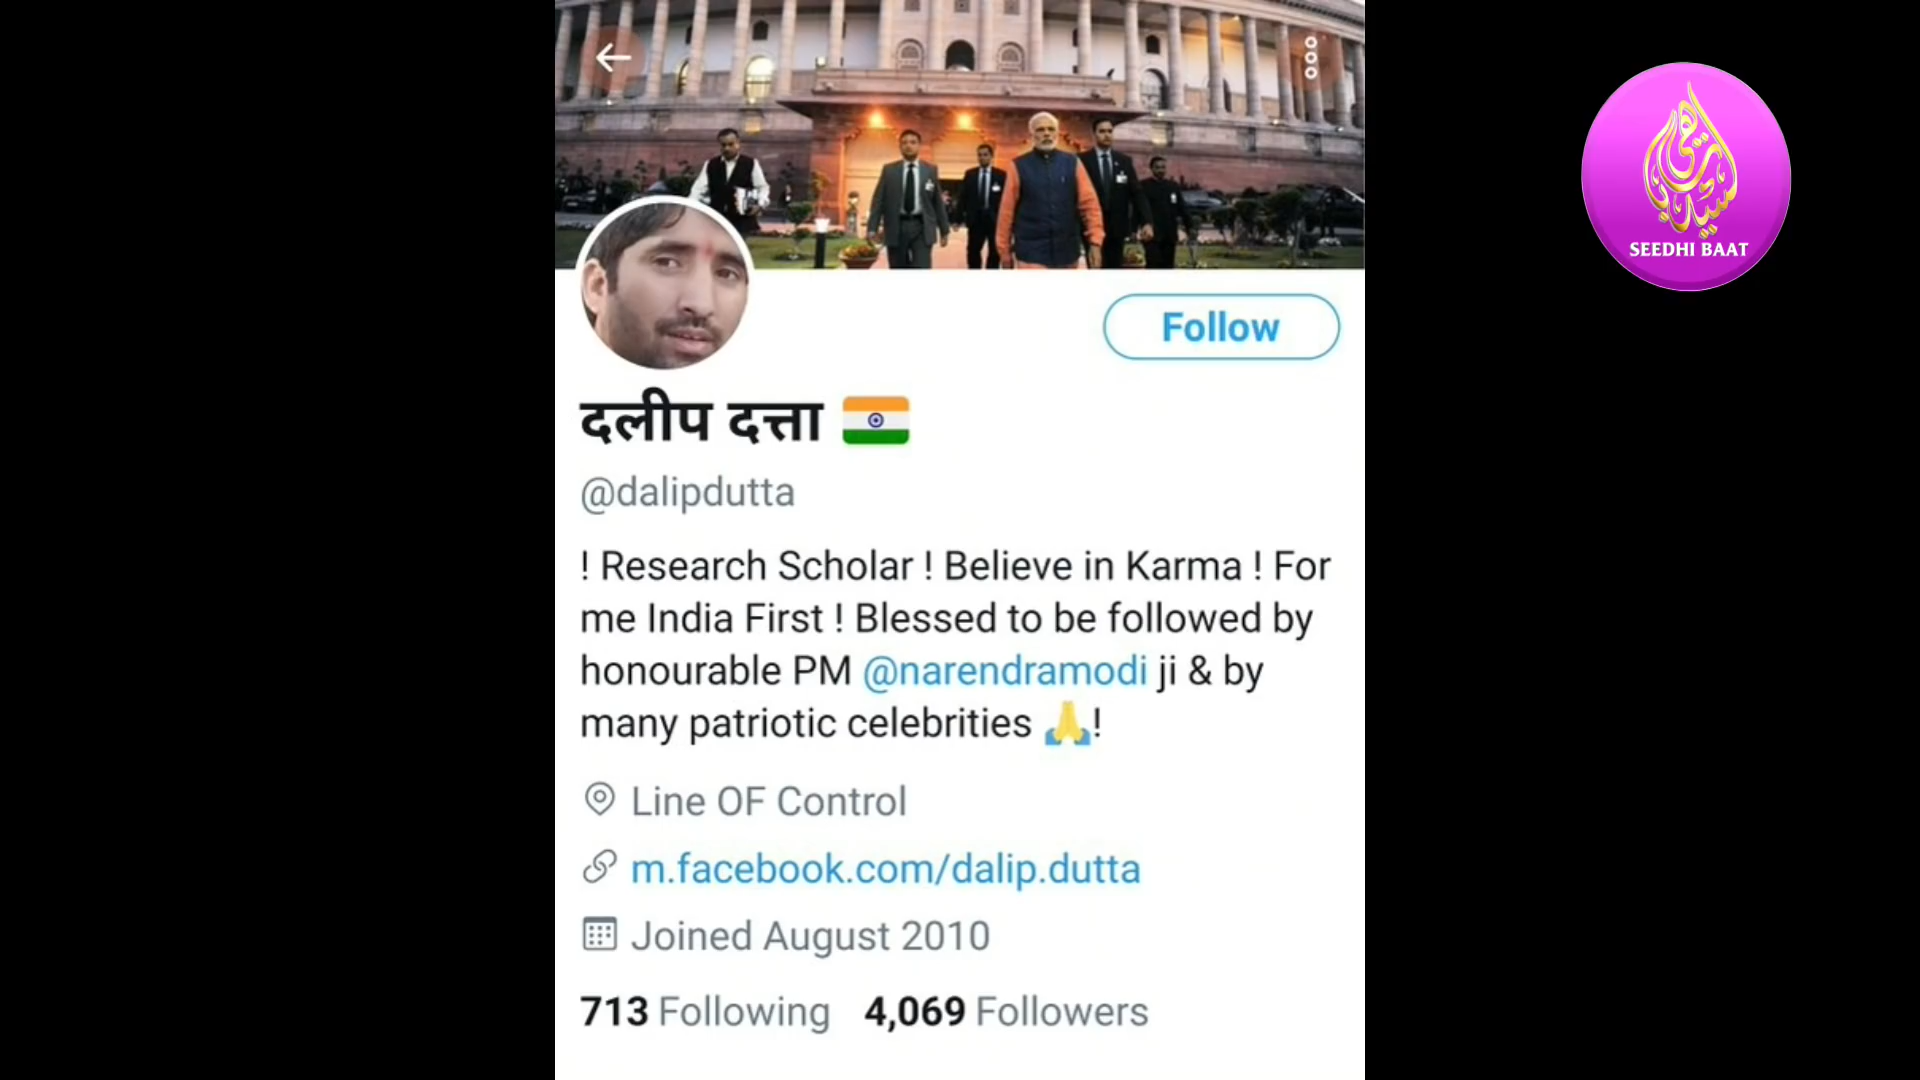 दलीप दत्ता
Follow
@dalipdutta
! Research Scholar ! Believe in Karma ! For
me India First ! Blessed to be followed by
honourable PM @narendramodi ji & by
many patriotic celebrities 🙏!
Line OF Control
m.facebook.com/dalip.dutta
Joined August 2010
713 Following 4,069 Followers
SEEDHI BAAT